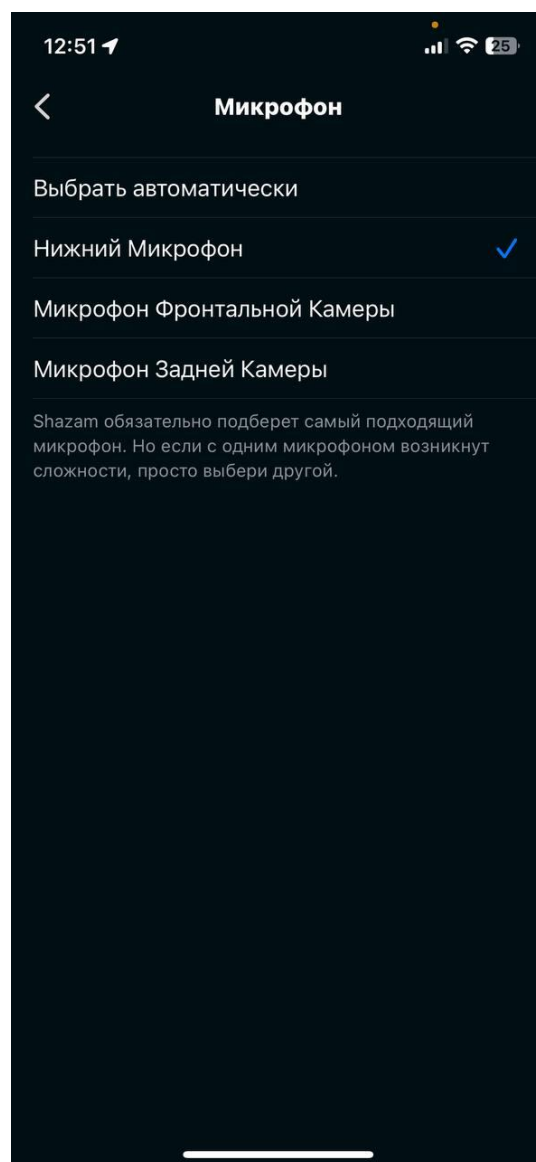 12:51
25
Микрофон
Выбрать автоматически
Нижний Микрофон
Микрофон Фронтальной Камеры
Микрофон Задней Камеры
Shazam обязательно подберет самый подходящий
микрофон. Но если с одним микрофоном возникнут
сложности, просто выбери другой.